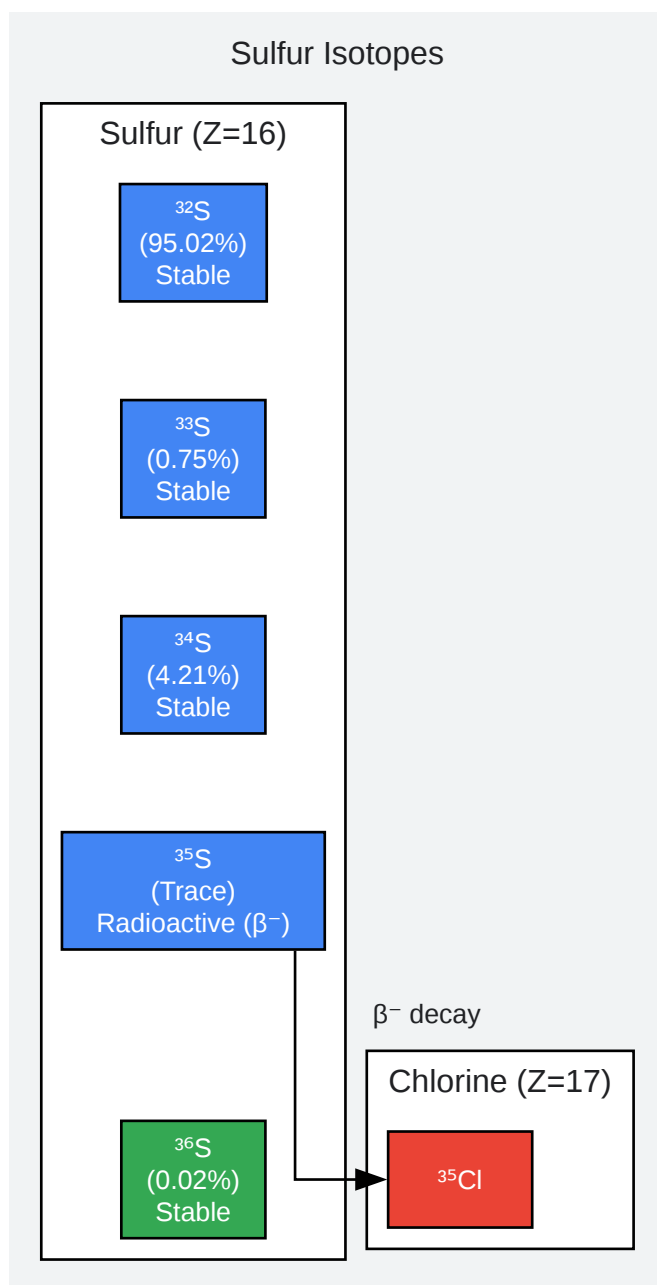 Sulfur Isotopes
Sulfur (Z=16)
³²S
(95.02%)
Stable
³³S
(0.75%)
Stable
³⁴S
(4.21%)
Stable
³⁵S
(Trace)
Radioactive (β⁻)
β⁻ decay
Chlorine (Z=17)
³⁶S
(0.02%)
Stable
³⁵Cl